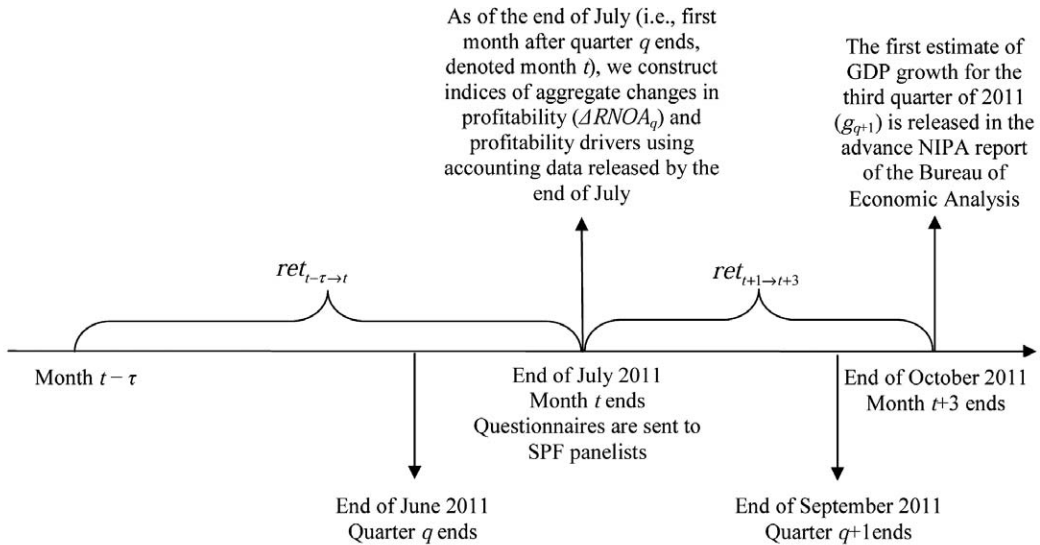 As of the end of July (i.e., first
month after quarter q ends,
denoted month t), we construct
indices of aggregate changes in
profitability (ΔRNOA_q) and
profitability drivers using
accounting data released by the
end of July
The first estimate of
GDP growth for the
third quarter of 2011
(g_{q+1}) is released in the
advance NIPA report
of the Bureau of
Economic Analysis
ret_{t−τ→t}
ret_{t+1→t+3}
Month t − τ
End of July 2011
Month t ends
Questionnaires are sent to
SPF panelists
End of October 2011
Month t+3 ends
End of June 2011
Quarter q ends
End of September 2011
Quarter q+1ends